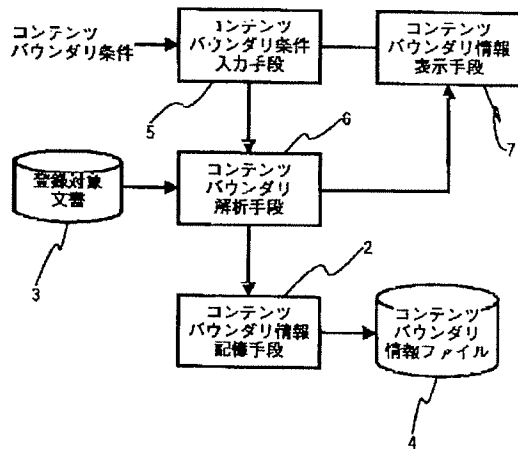 コンテンツ
バウンダリ条件
コンテンツ
バウンダリ条件
入力手段
5
コンテンツ
バウンダリ情報
表示手段
7
6
コンテンツ
バウンダリ
解析手段
登録対象
文書
3
2
コンテンツ
バウンダリ情報
記憶手段
コンテンツ
バウンダリ
情報ファイル
4